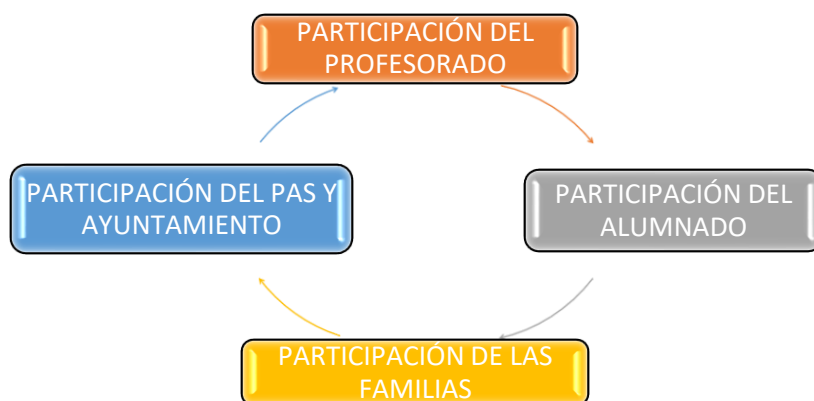 PARTICIPACIÓN DEL
PROFESORADO
PARTICIPACIÓN DEL PAS Y
AYUNTAMIENTO
PARTICIPACIÓN DEL
ALUMNADO
PARTICIPACIÓN DE LAS
FAMILIAS